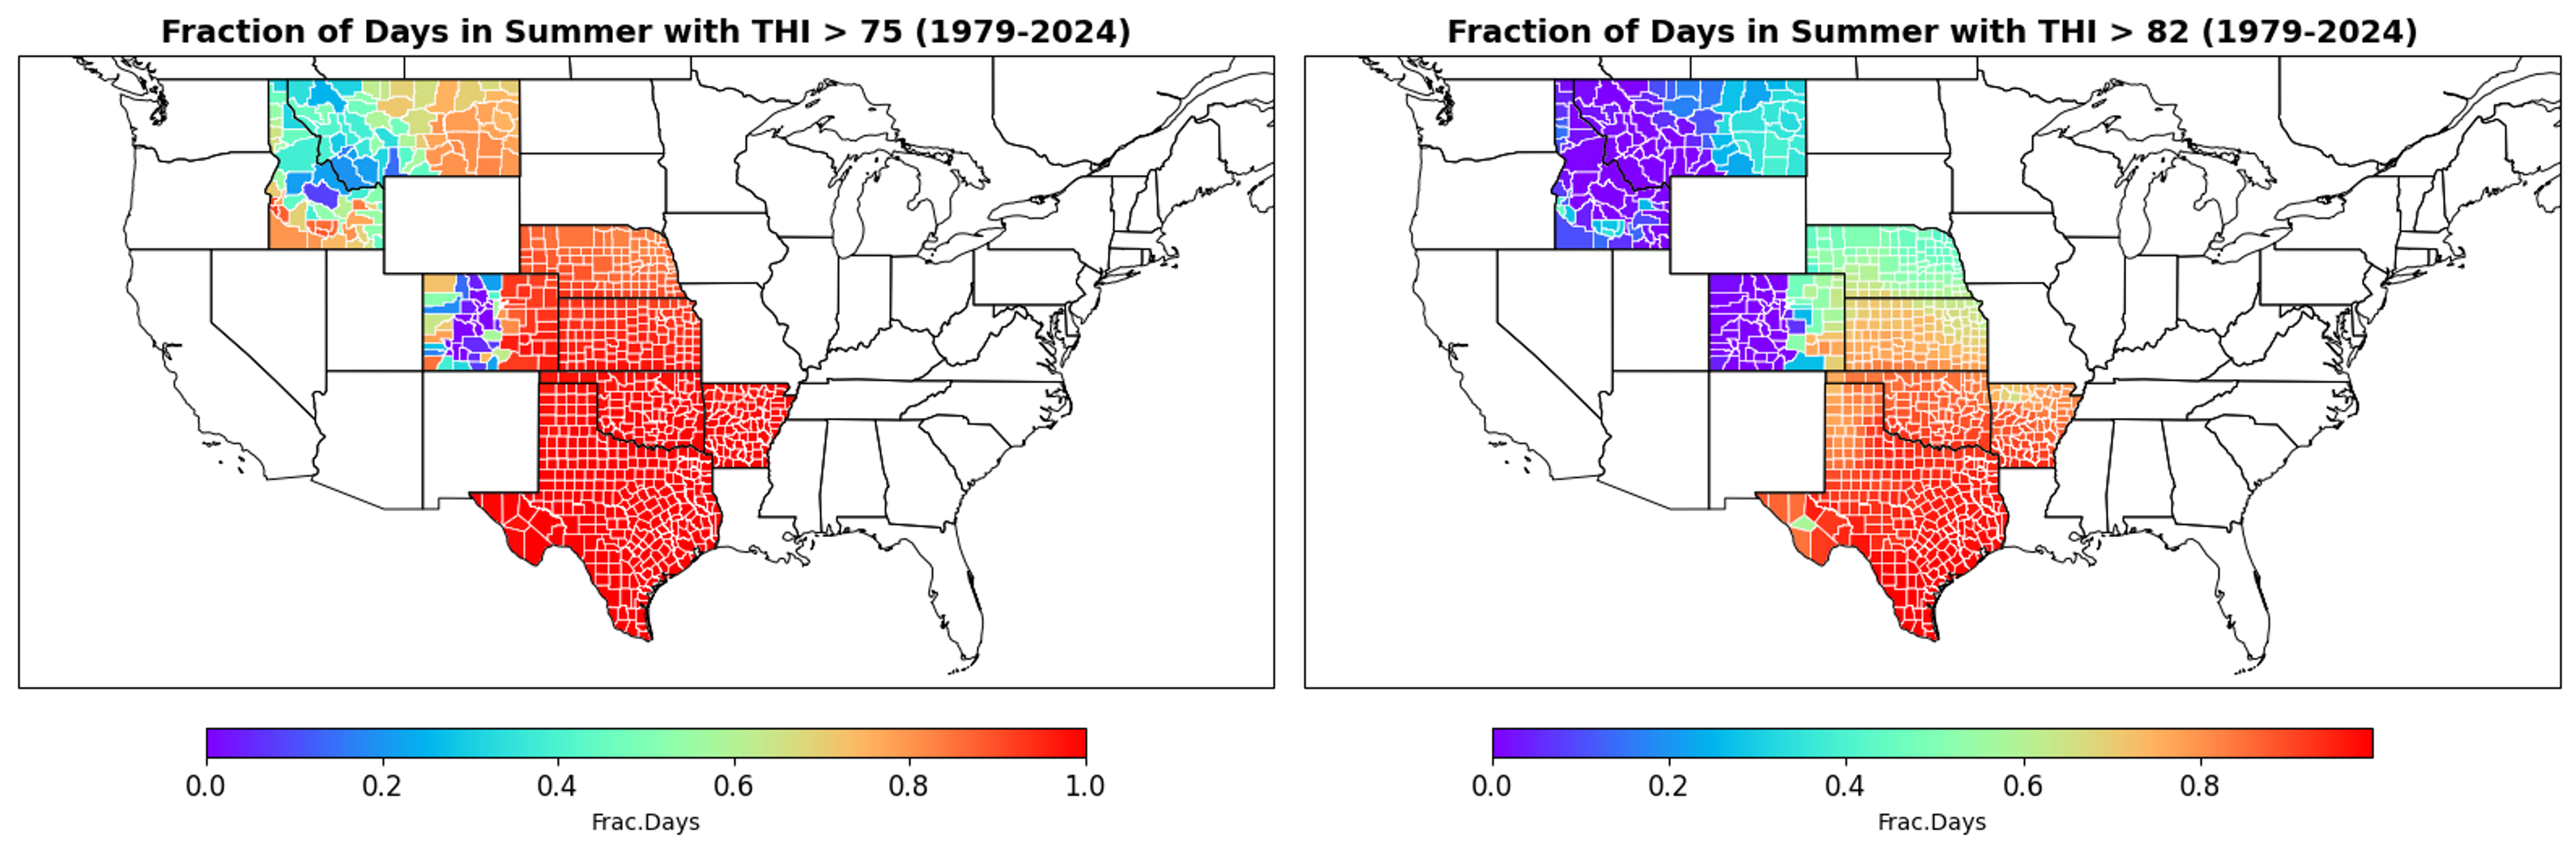 Fraction of Days in Summer with THI > 75 (1979-2024)
Fraction of Days in Summer with THI > 82 (1979-2024)
0.0 0.2 0.4 0.6 0.8 1.0
Frac.Days
0.0 0.2 0.4 0.6 0.8
Frac.Days